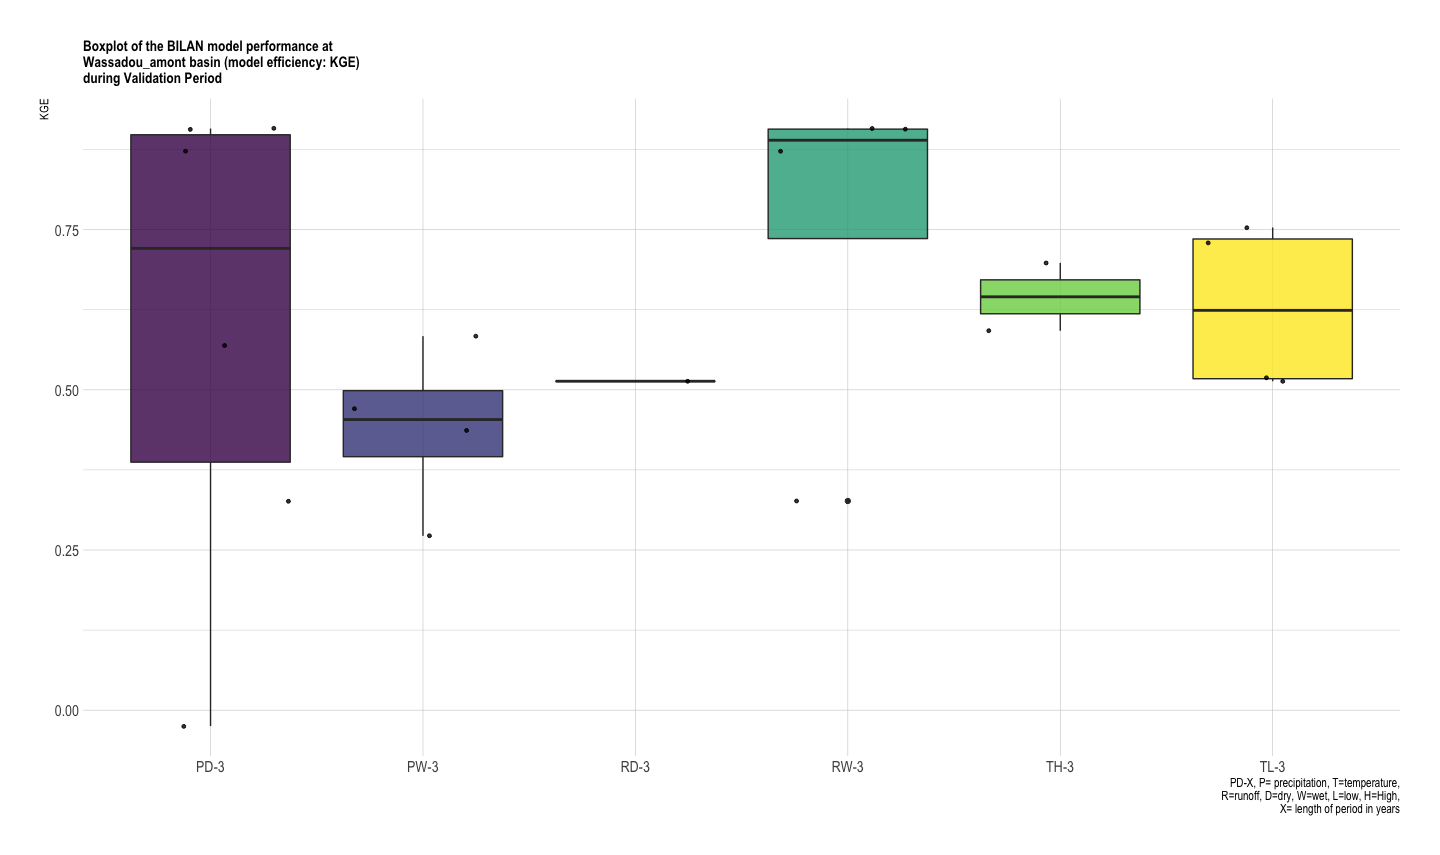 Boxplot of the BILAN model performance at
Wassadou_amont basin (model efficiency: KGE)
during Validation Period
KGE
0.75
0.50
0.25
0.00
PD-3 PW-3 RD-3 RW-3 TH-3 TL-3
PD-X, P= precipitation, T=temperature,
R=runoff, D=dry, W=wet, L=low, H=High,
X= length of period in years